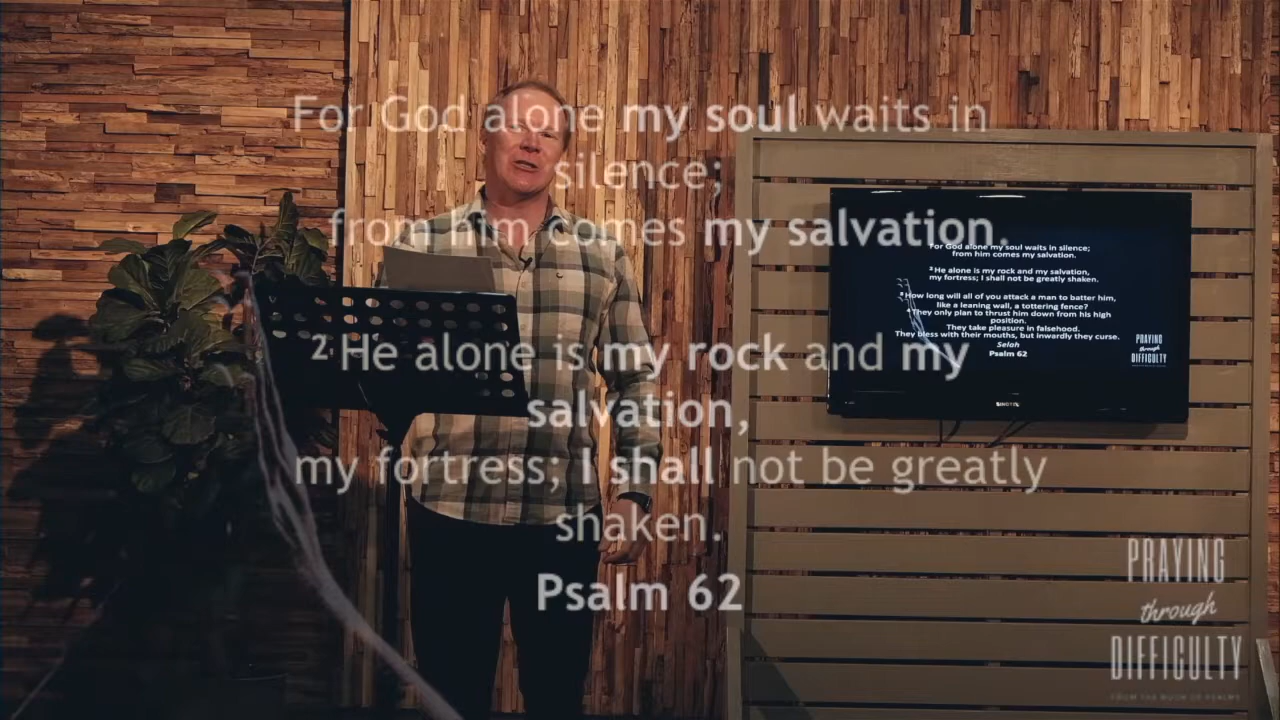 For God alone my soul waits in
silence;
from him comes my salvation.
2 He alone is my rock and my
salvation,
my fortress; I shall not be greatly
shaken.
Psalm 62
For God alone my soul waits in silence;
from him comes my salvation.
2 He alone is my rock and my salvation,
my fortress; I shall not be greatly shaken.
3 How long will all of you attack a man to batter him,
like a leaning wall, a tottering fence?
4 They only plan to thrust him down from his high
position.
They take pleasure in falsehood.
They bless with their mouths, but inwardly they curse.
Selah
Psalm 62
PRAYING
through
DIFFICULTY
PRAYING
through
DIFFICULTY
FROM THE BOOK OF PSALMS